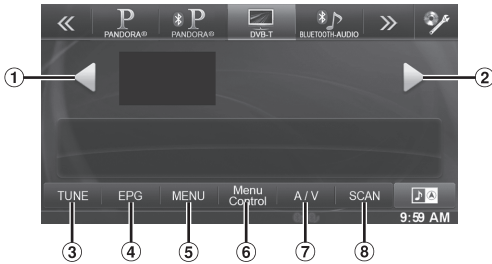 PANDORA®
PANDORA®
DVB-T
BLUETOOTH-AUDIO
1
2
TUNE
EPG
MENU
Menu
Control
A / V
SCAN
9:59 AM
3
4
5
6
7
8